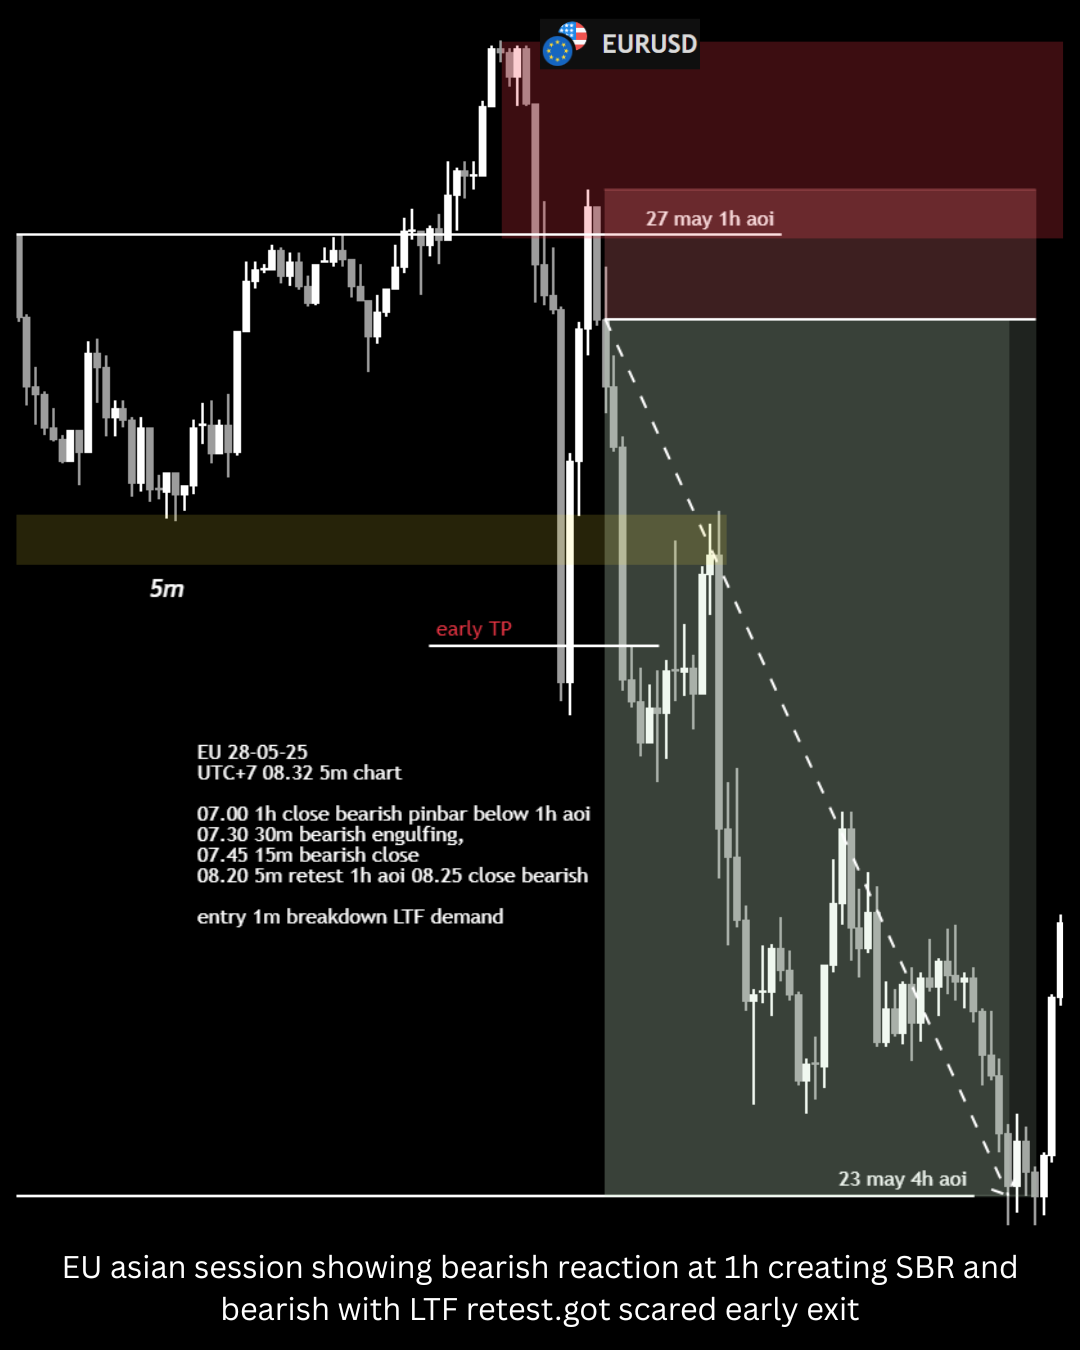 EURUSD
27 may 1h aoi
5m
early TP
EU 28-05-25
UTC+7 08.32 5m chart
07.00 1h close bearish pinbar below 1h aoi
07.30 30m bearish engulfing,
07.45 15m bearish close
08.20 5m retest 1h aoi 08.25 close bearish
entry 1m breakdown LTF demand
23 may 4h aoi
EU asian session showing bearish reaction at 1h creating SBR and
bearish with LTF retest.got scared early exit